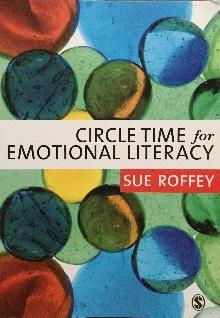 CIRCLE TIME for
EMOTIONAL LITERACY
SUE ROFFEY